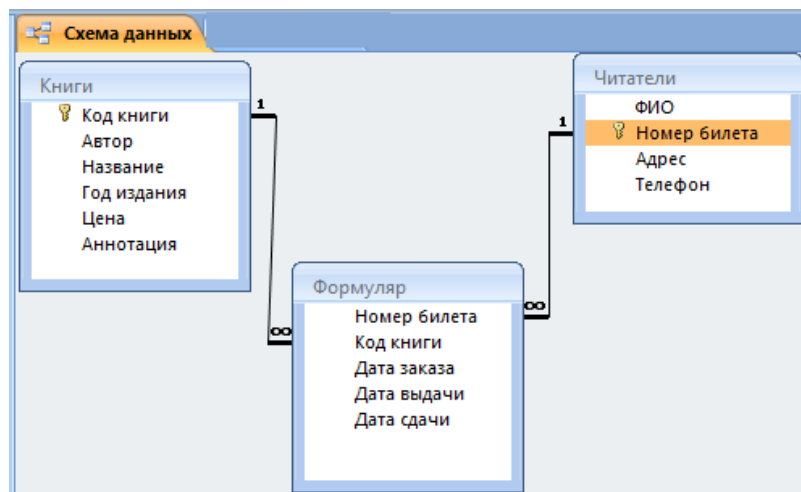 Схема данных
Книги
Код книги
Автор
Название
Год издания
Цена
Аннотация
1
∞
Читатели
ФИО
Номер билета
Адрес
Телефон
1
∞
Формуляр
Номер билета
Код книги
Дата заказа
Дата выдачи
Дата сдачи